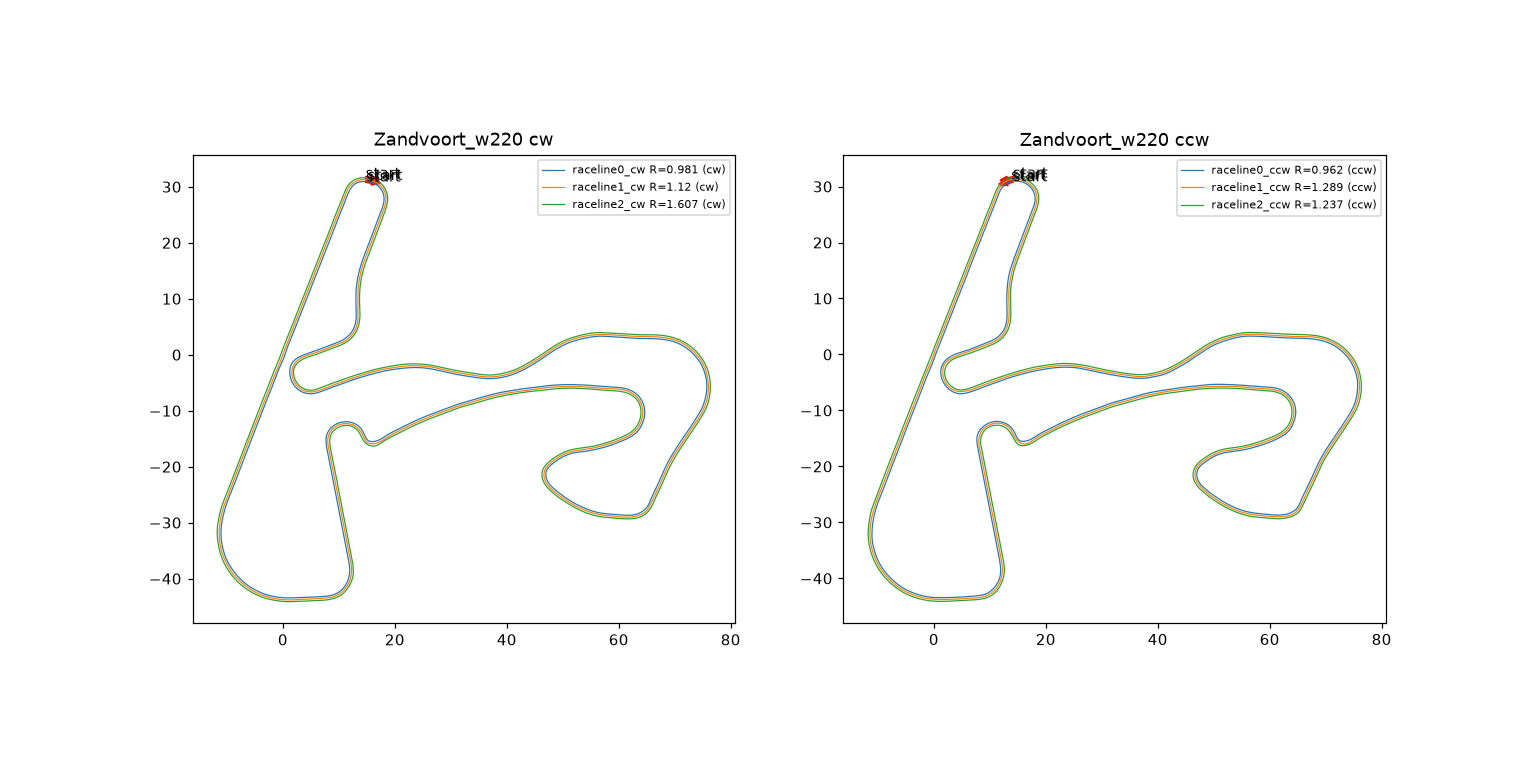 Zandvoort_w220 cw
raceline0_cw R=0.981 (cw)
raceline1_cw R=1.12 (cw)
raceline2_cw R=1.607 (cw)
start
start
30
20
10
0
−10
−20
−30
−40
0
20
40
60
80
Zandvoort_w220 ccw
raceline0_ccw R=0.962 (ccw)
raceline1_ccw R=1.289 (ccw)
raceline2_ccw R=1.237 (ccw)
start
start
30
20
10
0
−10
−20
−30
−40
0
20
40
60
80